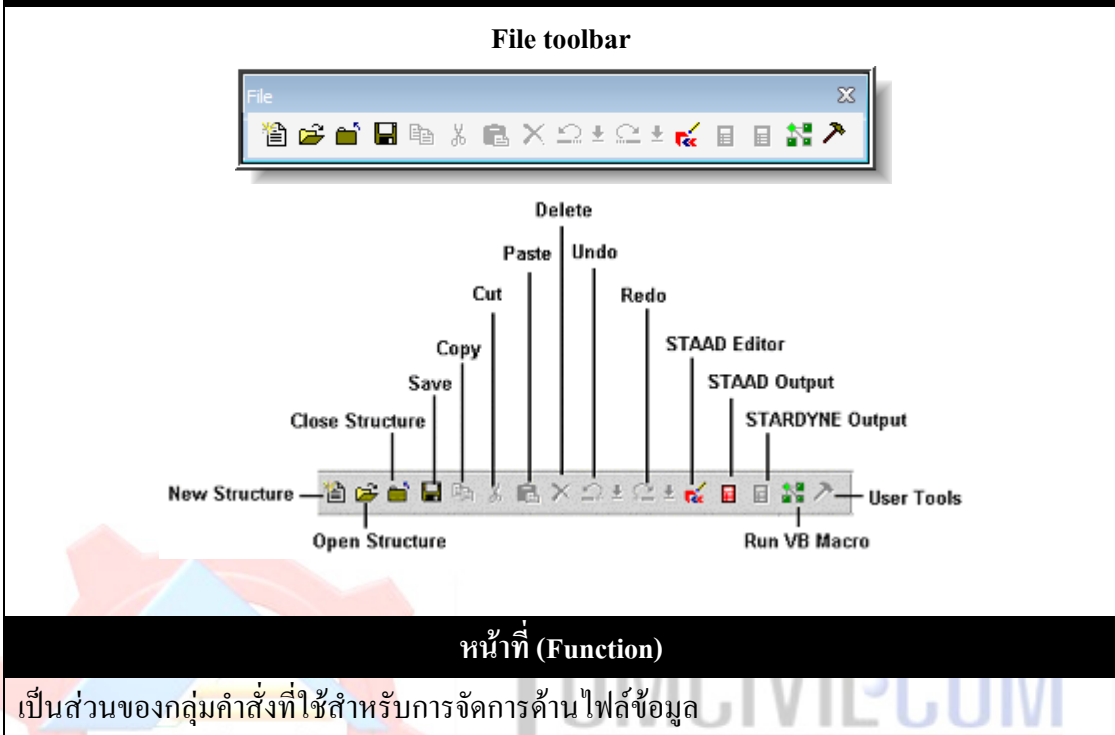 File toolbar
File
Delete
Paste
Undo
Cut
Redo
Copy
STAAD Editor
Save
STAAD Output
Close Structure
STARDYNE Output
New Structure
User Tools
Open Structure
Run VB Macro
หน้าที่ (Function)
เป็นส่วนของกลุ่มคำสั่งที่ใช้สำหรับการจัดการด้านไฟล์ข้อมูล